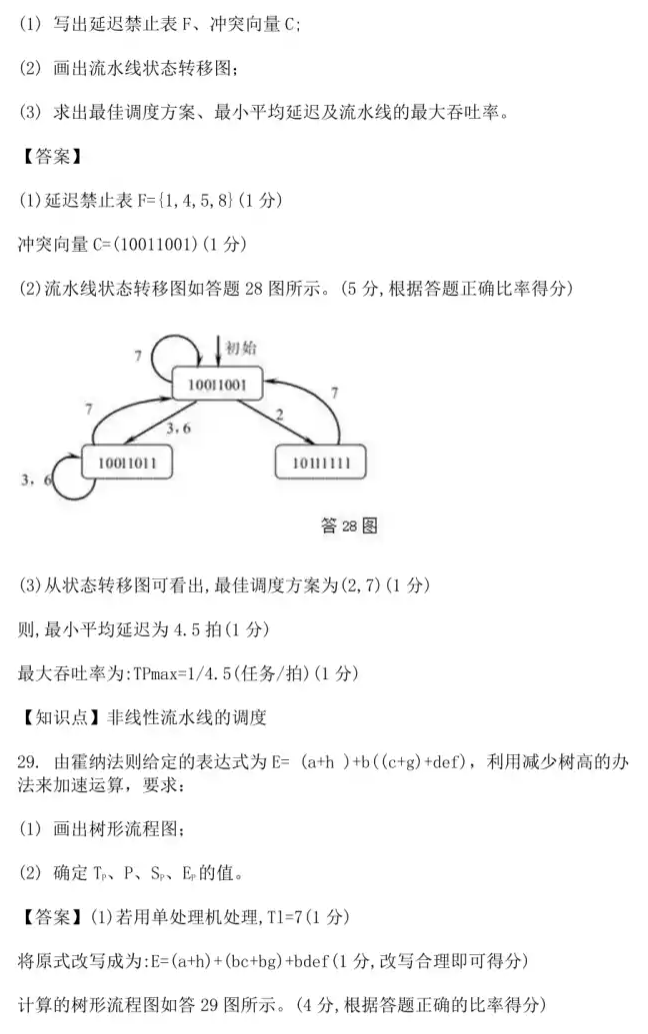 (1) 写出延迟禁止表 F、冲突向量 C;
(2) 画出流水线状态转移图;
(3) 求出最佳调度方案、最小平均延迟及流水线的最大吞吐率。
【答案】
(1)延迟禁止表 F={1,4,5,8}(1 分)
冲突向量 C=(10011001)(1 分)
(2)流水线状态转移图如答题 28 图所示。(5 分,根据答题正确比率得分)
初始
7
10011001
7
7
3,6
2
10011011
10111111
3, 6
答 28 图
(3)从状态转移图可看出,最佳调度方案为(2,7)(1 分)
则,最小平均延迟为 4.5 拍(1 分)
最大吞吐率为:TPmax=1/4.5(任务/拍)(1 分)
【知识点】非线性流水线的调度
29. 由霍纳法则给定的表达式为 E= (a+h )+b((c+g)+def), 利用减少树高的办
法来加速运算, 要求:
(1) 画出树形流程图;
(2) 确定 Tₚ、P、Sₚ、Eₚ的值。
【答案】(1)若用单处理机处理,Tl=7(1 分)
将原式改写成为:E=(a+h)+(bc+bg)+bdef(1 分,改写合理即可得分)
计算的树形流程图如答 29 图所示。(4 分,根据答题正确的比率得分)